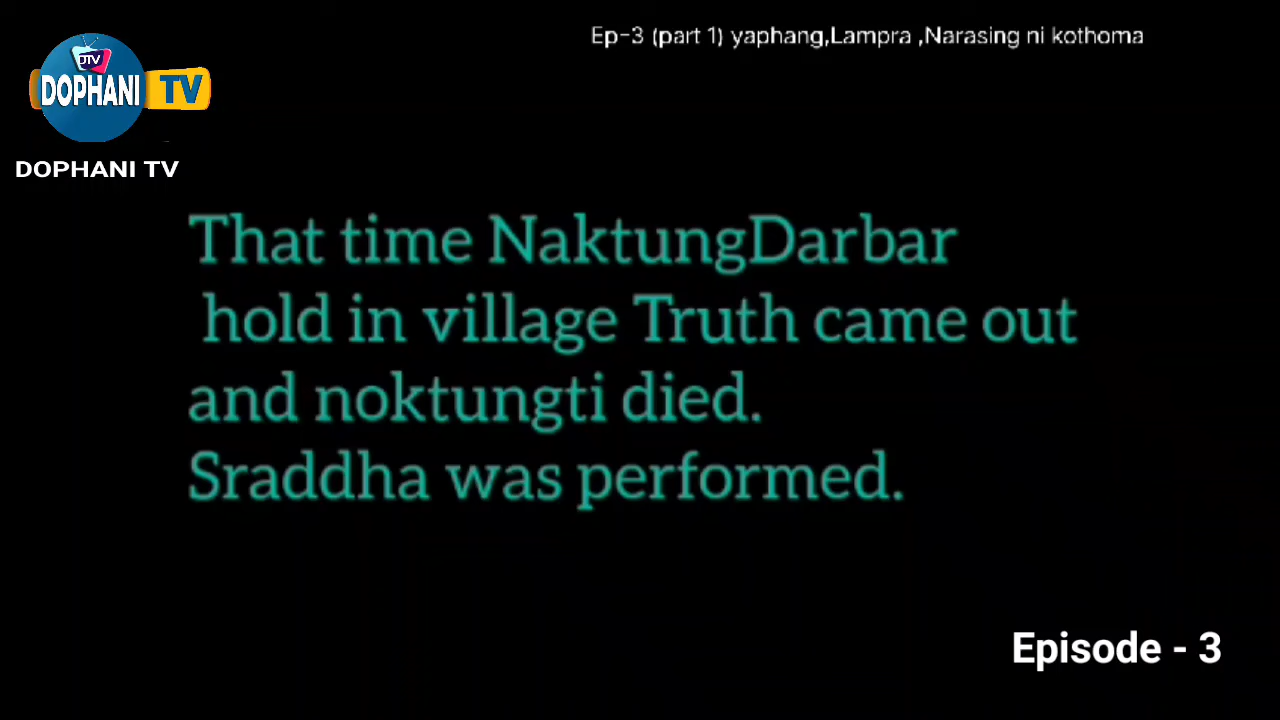 Ep-3 (part 1) yaphang,Lampra ,Narasing ni kothoma
DTV
DOPHANI TV
DOPHANI TV
That time NaktungDarbar
hold in village Truth came out
and noktungti died.
Sraddha was performed.
Episode - 3